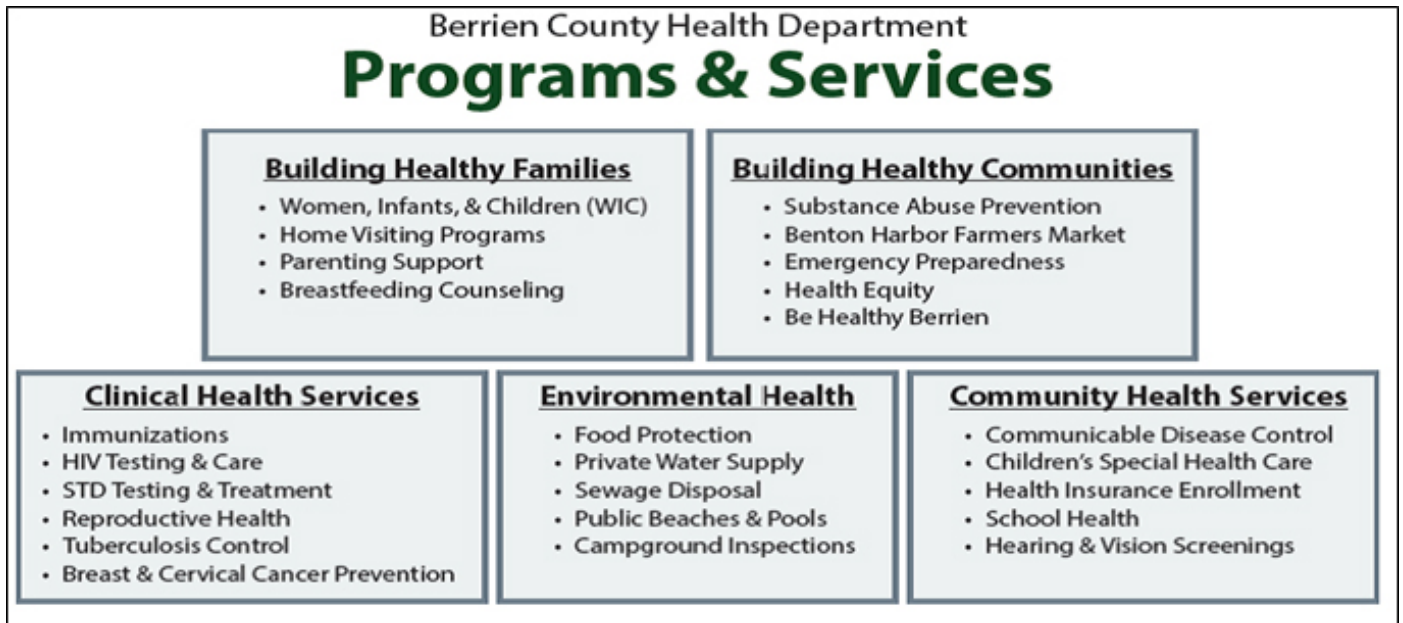 Berrien County Health Department
Programs & Services
Building Healthy Families
• Women, Infants, & Children (WIC)
• Home Visiting Programs
• Parenting Support
• Breastfeeding Counseling
Building Healthy Communities
• Substance Abuse Prevention
• Benton Harbor Farmers Market
• Emergency Preparedness
• Health Equity
• Be Healthy Berrien
Clinical Health Services
• Immunizations
• HIV Testing & Care
• STD Testing & Treatment
• Reproductive Health
• Tuberculosis Control
• Breast & Cervical Cancer Prevention
Environmental Health
• Food Protection
• Private Water Supply
• Sewage Disposal
• Public Beaches & Pools
• Campground Inspections
Community Health Services
• Communicable Disease Control
• Children’s Special Health Care
• Health Insurance Enrollment
• School Health
• Hearing & Vision Screenings